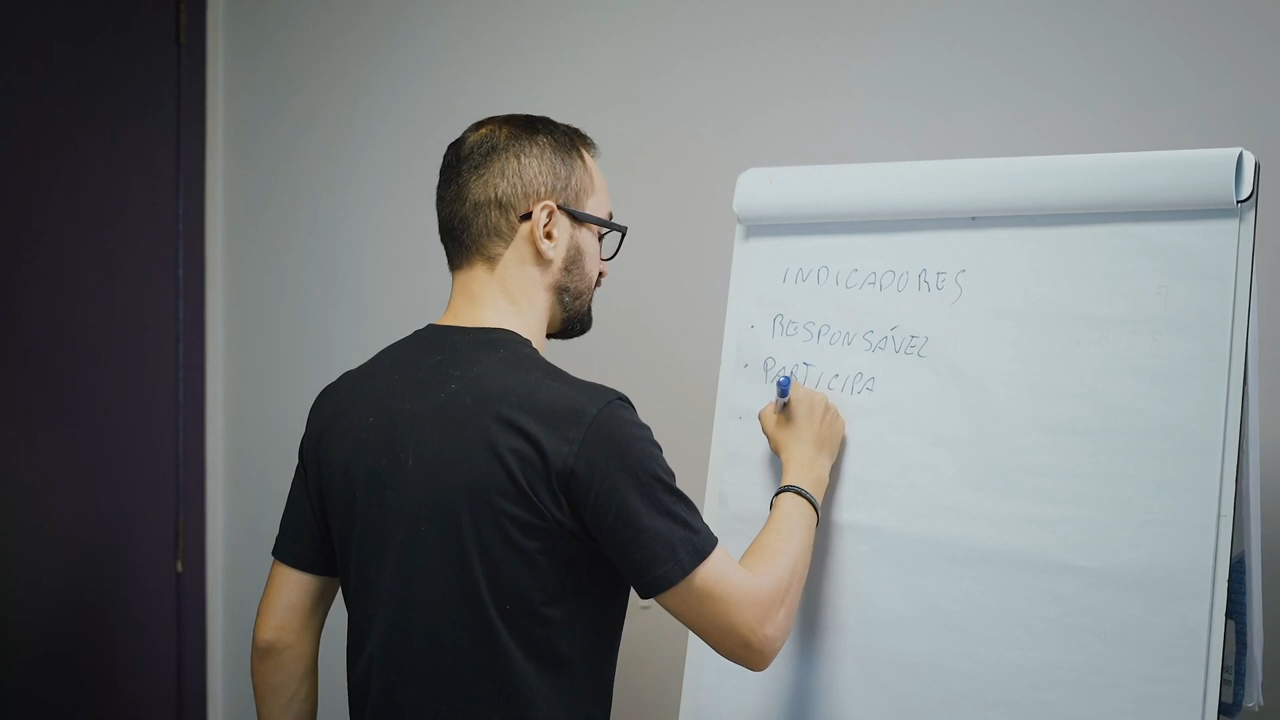 INDICADORES
· RESPONSÁVEL
· PARTICIPA
·